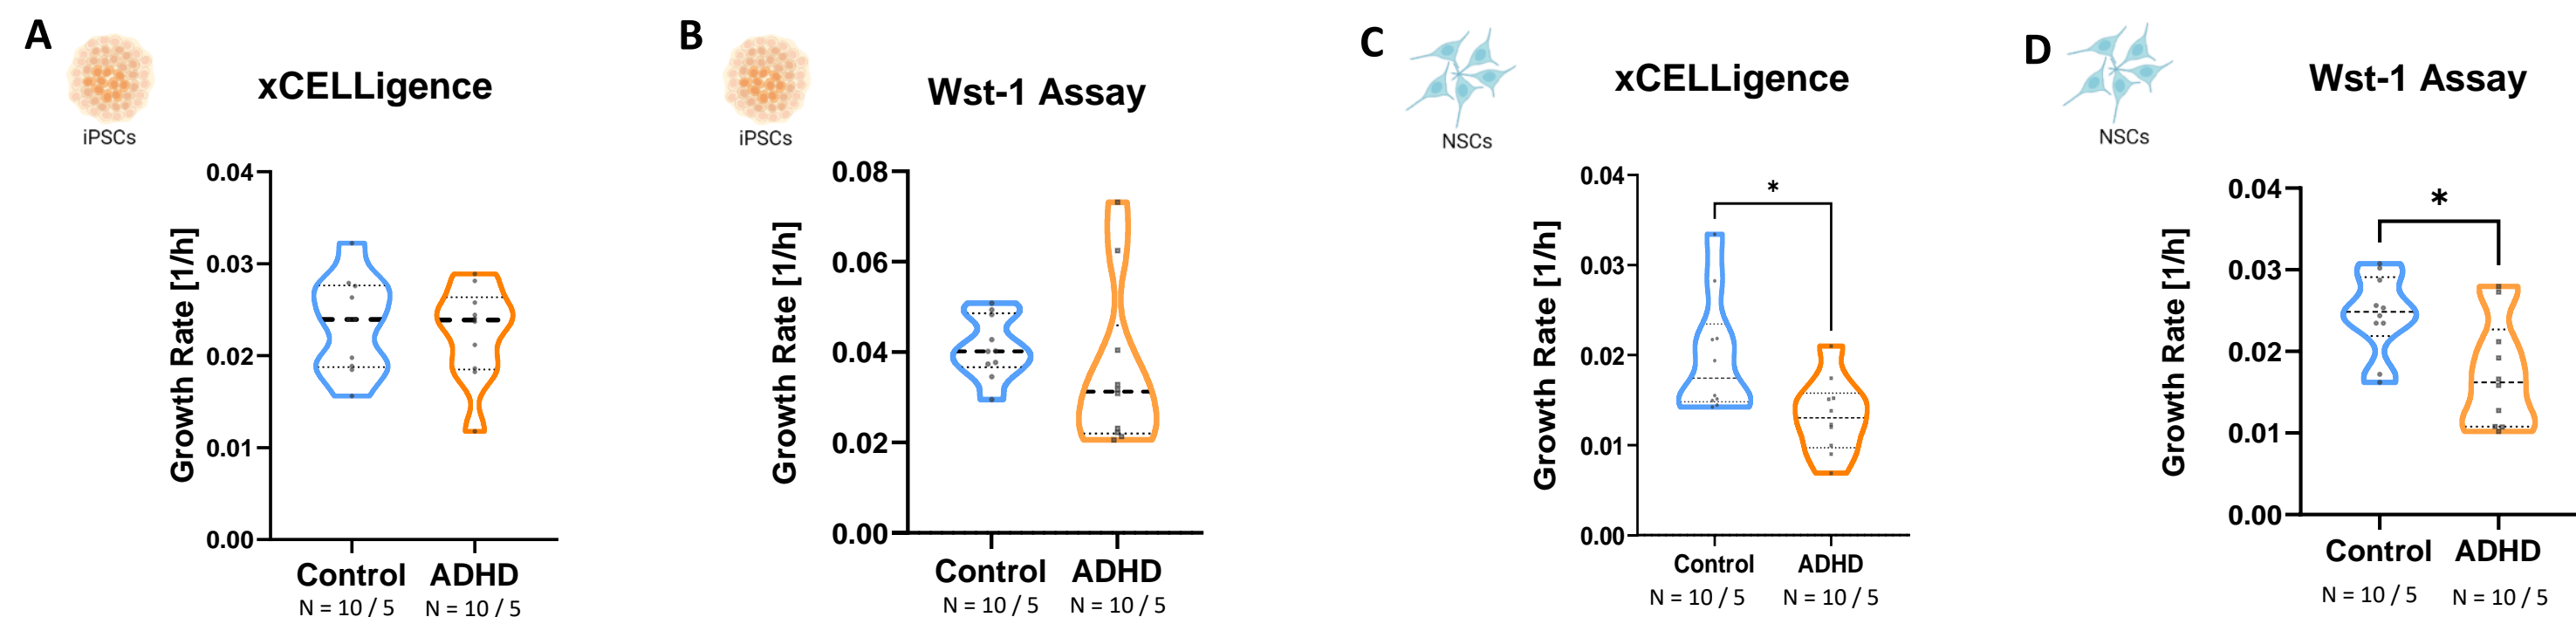 A
iPSCs
xCELLigence
Growth Rate [1/h]
0.04
0.03
0.02
0.01
0.00
Control ADHD
N = 10 / 5 N = 10 / 5
B
iPSCs
Wst-1 Assay
Growth Rate [1/h]
0.08
0.06
0.04
0.02
0.00
Control ADHD
N = 10 / 5 N = 10 / 5
C
NSCs
xCELLigence
Growth Rate [1/h]
0.04
0.03
0.02
0.01
0.00
*
Control ADHD
N = 10 / 5 N = 10 / 5
D
NSCs
Wst-1 Assay
Growth Rate [1/h]
0.04
0.03
0.02
0.01
0.00
*
Control ADHD
N = 10 / 5 N = 10 / 5